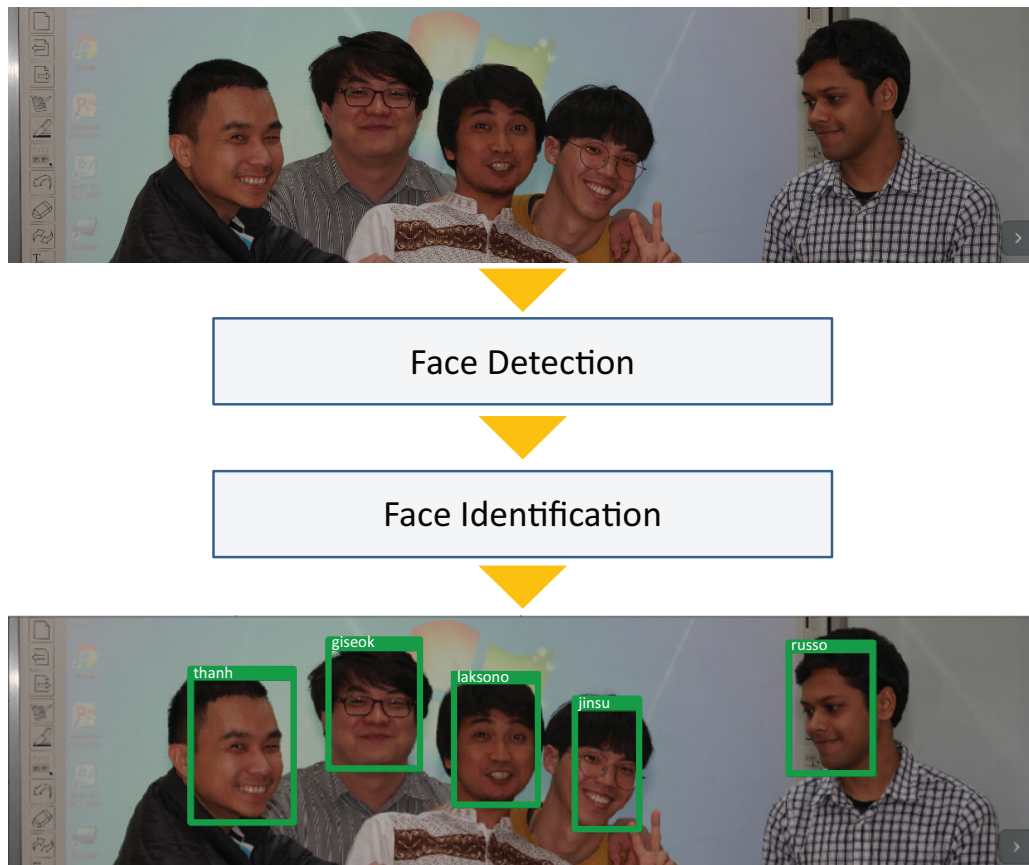 Face Detection
Face Identification
giseok
russo
thanh
laksono
jinsu